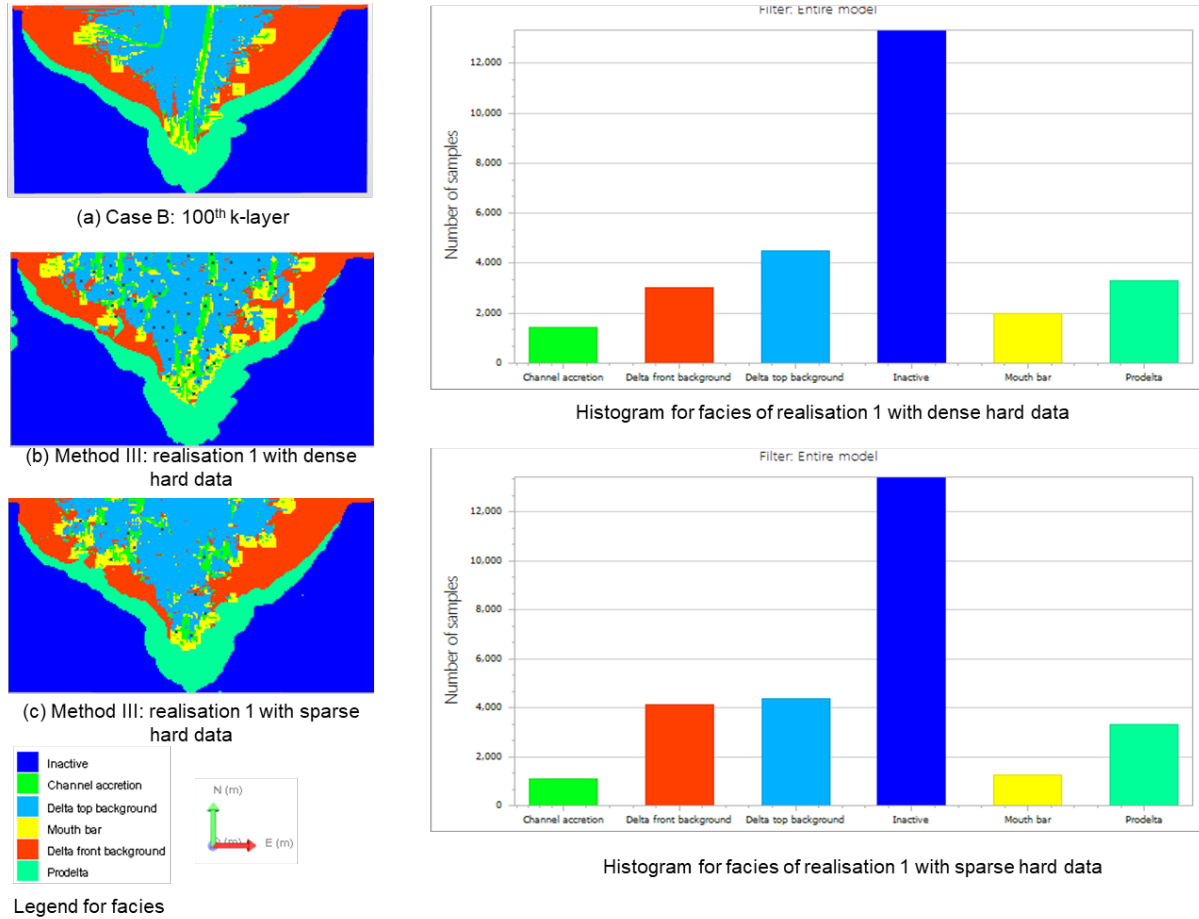 (a) Case B: 100th k-layer
(b) Method III: realisation 1 with dense
hard data
(c) Method III: realisation 1 with sparse
hard data
Inactive
Channel accretion
Delta top background
Mouth bar
Delta front background
Prodelta
N (m)
E (m)
Legend for facies
Filter: Entire model
Number of samples
12,000
10,000
8,000
6,000
4,000
2,000
0
Channel accretion
Delta front background
Delta top background
Inactive
Mouth bar
Prodelta
Histogram for facies of realisation 1 with dense hard data
Filter: Entire model
Number of samples
12,000
10,000
8,000
6,000
4,000
2,000
0
Channel accretion
Delta front background
Delta top background
Inactive
Mouth bar
Prodelta
Histogram for facies of realisation 1 with sparse hard data